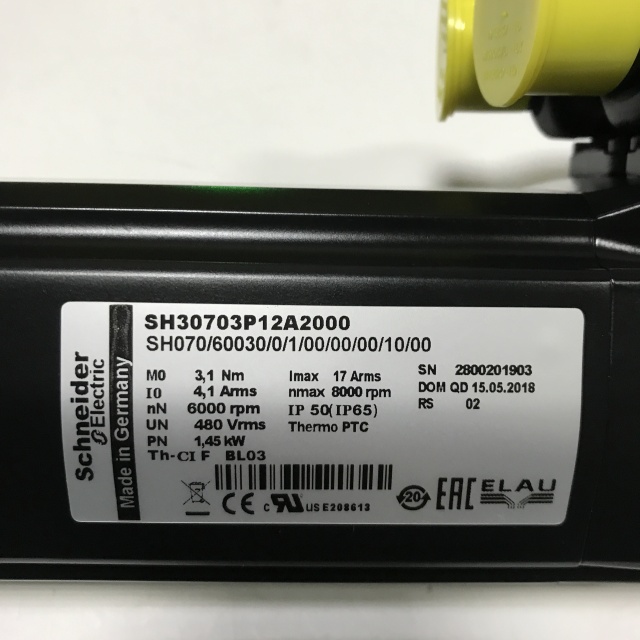 Schneider
Electric
Made in Germany
SH30703P12A2000
SH070/60030/0/1/00/00/00/10/00
M0 3,1 Nm Imax 17 Arms SN 2800201903
I0 4,1 Arms nmax 8000 rpm DOM QD 15.05.2018
nN 6000 rpm IP 50(IP65) RS 02
UN 480 Vrms Thermo PTC
PN 1,45 kW
Th-CI F BL03
CE c UL US E208613 20 EAC ELAU